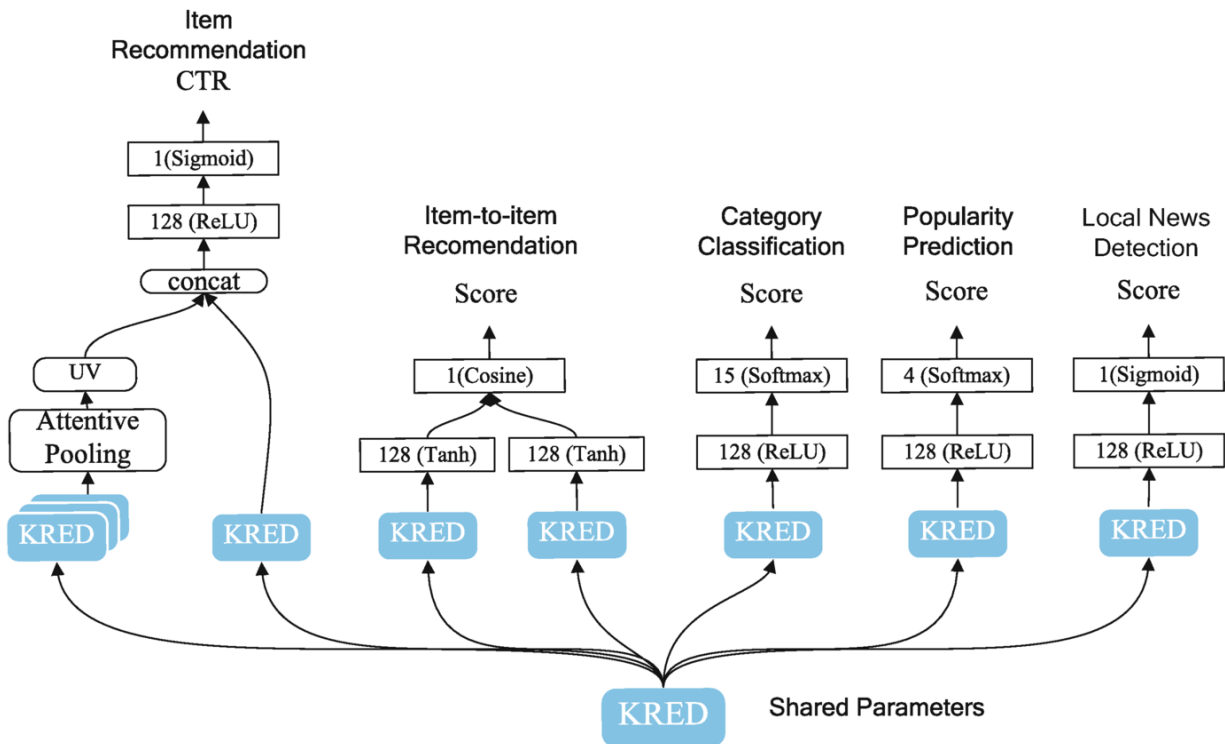 Item
Recommendation
CTR
1(Sigmoid)
128 (ReLU)
concat
UV
Attentive
Pooling
KRED
KRED
Item-to-item
Recomendation
Score
1(Cosine)
128 (Tanh)
128 (Tanh)
KRED
KRED
Category
Classification
Score
15 (Softmax)
128 (ReLU)
KRED
Popularity
Prediction
Score
4 (Softmax)
128 (ReLU)
KRED
Local News
Detection
Score
1(Sigmoid)
128 (ReLU)
KRED
KRED
Shared Parameters